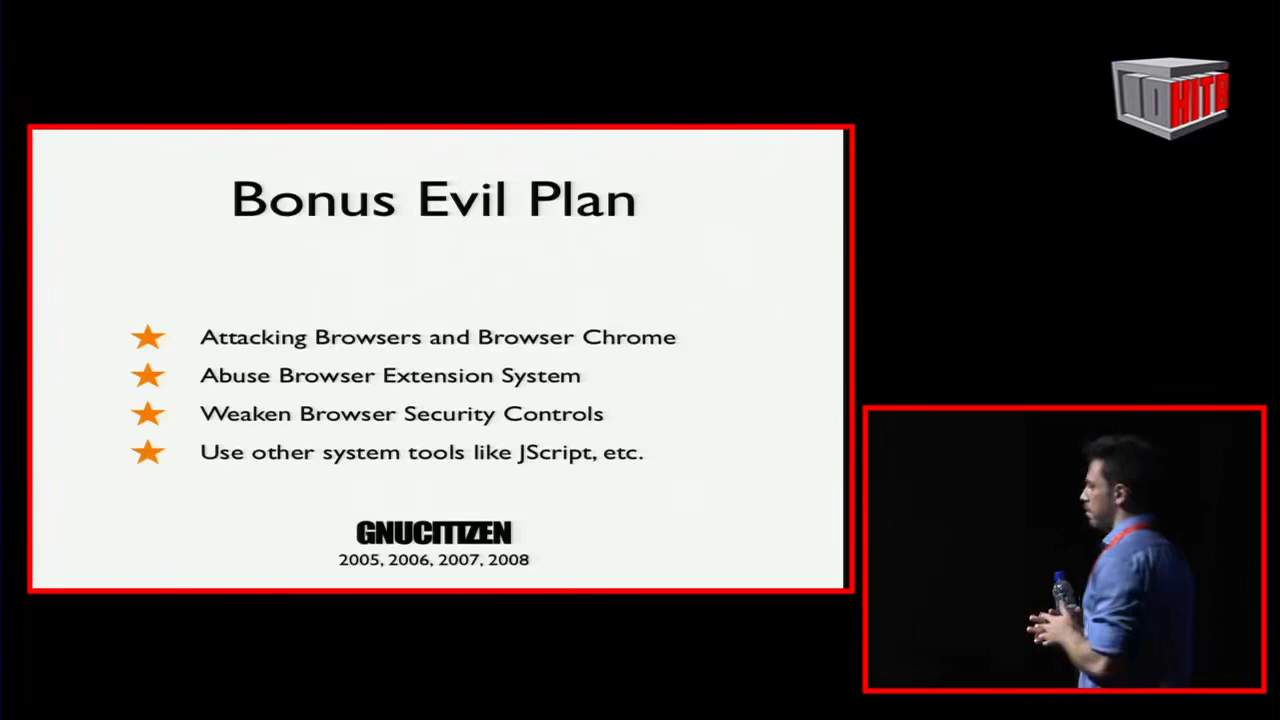 HITB
Bonus Evil Plan
Attacking Browsers and Browser Chrome
Abuse Browser Extension System
Weaken Browser Security Controls
Use other system tools like JScript, etc.
GNUCITIZEN
2005, 2006, 2007, 2008